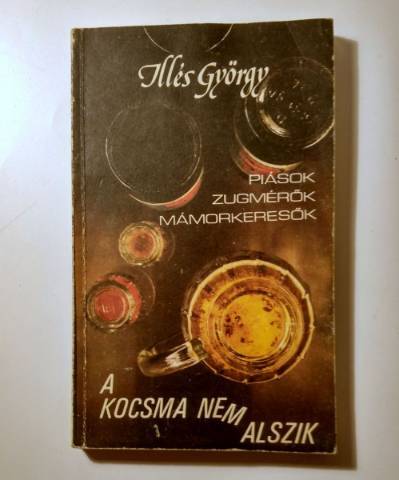 Illés György
PIÁSOK
ZUGMÉRŐK
MÁMORKERESŐK
A
KOCSMA NEM
ALSZIK